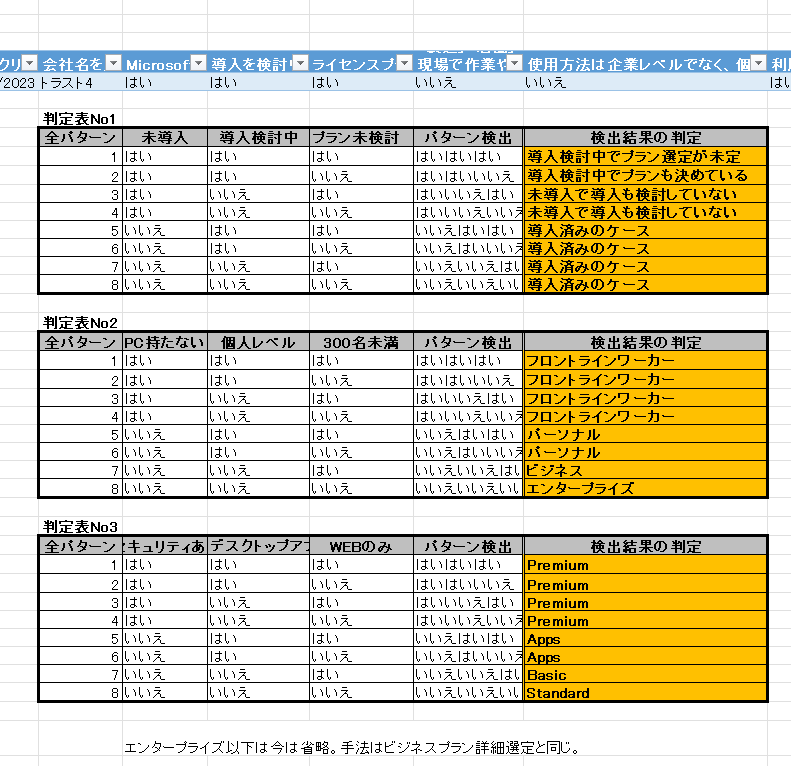 クリ 会社名を Microsof 導入を検討 ライセンスプ 現場で作業や 使用方法は企業レベルでなく、個 利用
/2023 トラスト4 はい はい はい いいえ いいえ はい
判定表No1
全パターン 未導入 導入検討中 プラン未検討 パターン検出 検出結果の判定
1 はい はい はい はいはいはい 導入検討中でプラン選定が未定
2 はい はい いいえ はいはいいいえ 導入検討中でプランも決めている
3 はい いいえ はい はいいいえはい 未導入で導入も検討していない
4 はい いいえ いいえ はいいいえいいえ 未導入で導入も検討していない
5 いいえ はい はい いいえはいはい 導入済みのケース
6 いいえ はい いいえ いいえはいいいえ 導入済みのケース
7 いいえ いいえ はい いいえいいえはい 導入済みのケース
8 いいえ いいえ いいえ いいえいいえいい 導入済みのケース
判定表No2
全パターン PC持たない 個人レベル 300名未満 パターン検出 検出結果の判定
1 はい はい はい はいはいはい フロントラインワーカー
2 はい はい いいえ はいはいいいえ フロントラインワーカー
3 はい いいえ はい はいいいえはい フロントラインワーカー
4 はい いいえ いいえ はいいいえいいえ フロントラインワーカー
5 いいえ はい はい いいえはいはい パーソナル
6 いいえ はい いいえ いいえはいいいえ パーソナル
7 いいえ いいえ はい いいえいいえはい ビジネス
8 いいえ いいえ いいえ いいえいいえいい エンタープライズ
判定表No3
全パターン セキュリティあ デスクトップアプ WEBのみ パターン検出 検出結果の判定
1 はい はい はい はいはいはい Premium
2 はい はい いいえ はいはいいいえ Premium
3 はい いいえ はい はいいいえはい Premium
4 はい いいえ いいえ はいいいえいいえ Premium
5 いいえ はい はい いいえはいはい Apps
6 いいえ はい いいえ いいえはいいいえ Apps
7 いいえ いいえ はい いいえいいえはい Basic
8 いいえ いいえ いいえ いいえいいえいい Standard
エンタープライズ以下は今は省略。手法はビジネスプラン詳細選定と同じ。